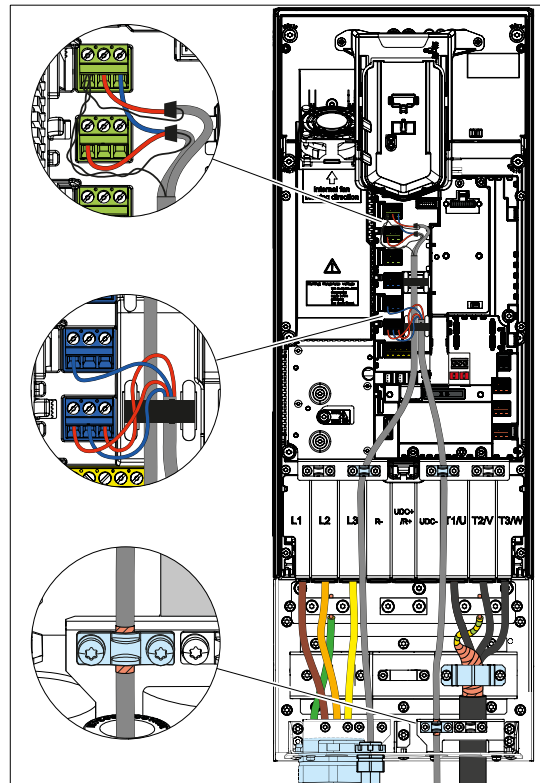 Internal fan
direction
L1
L2
L3
R-
UDC+
/R+
UDC-
T1/U
T2/V
T3/W